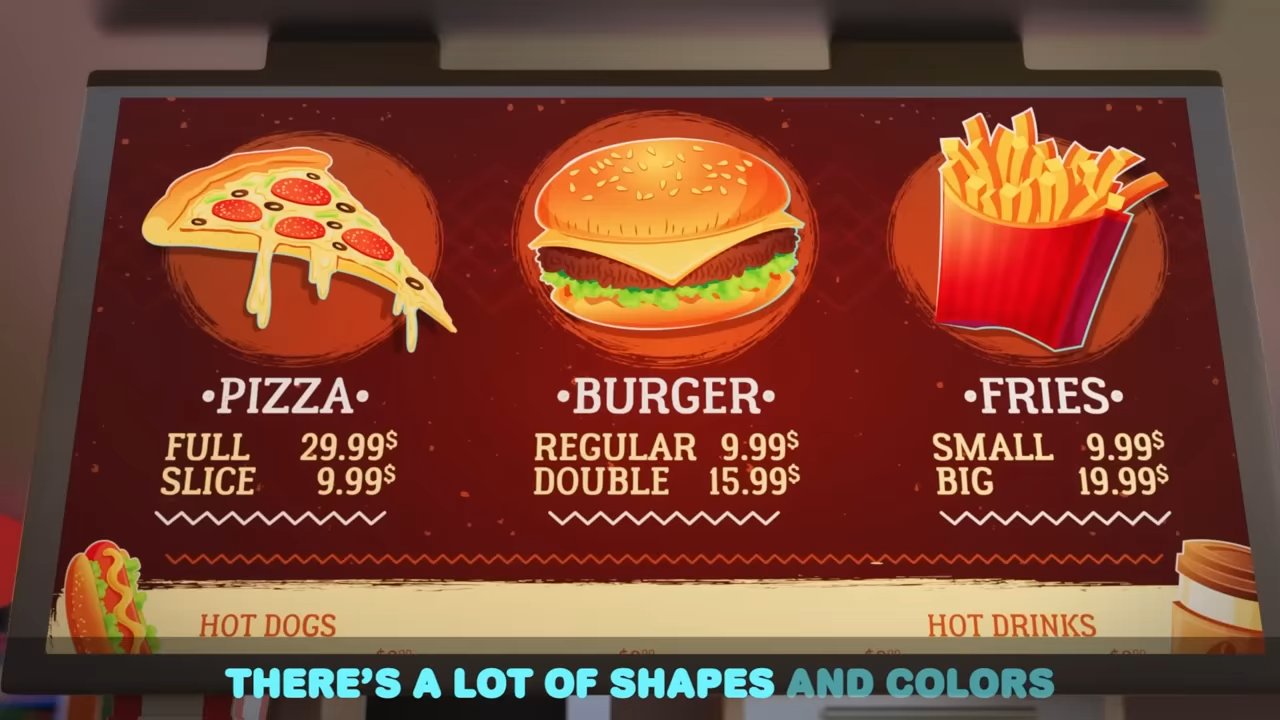 •PIZZA•
FULL 29.99$
SLICE 9.99$
•BURGER•
REGULAR 9.99$
DOUBLE 15.99$
•FRIES•
SMALL 9.99$
BIG 19.99$
HOT DOGS
HOT DRINKS
THERE'S A LOT OF SHAPES AND COLORS